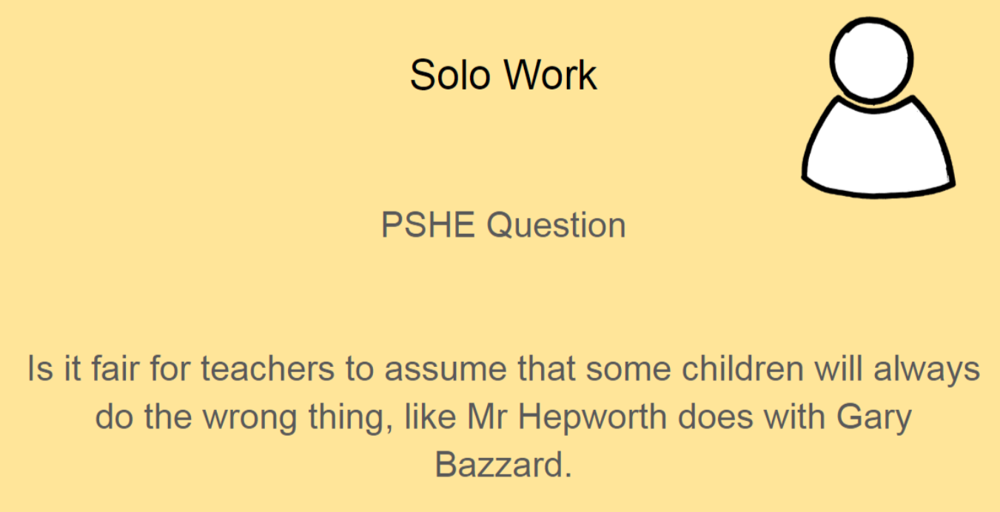 Solo Work
PSHE Question
Is it fair for teachers to assume that some children will always
do the wrong thing, like Mr Hepworth does with Gary
Bazzard.